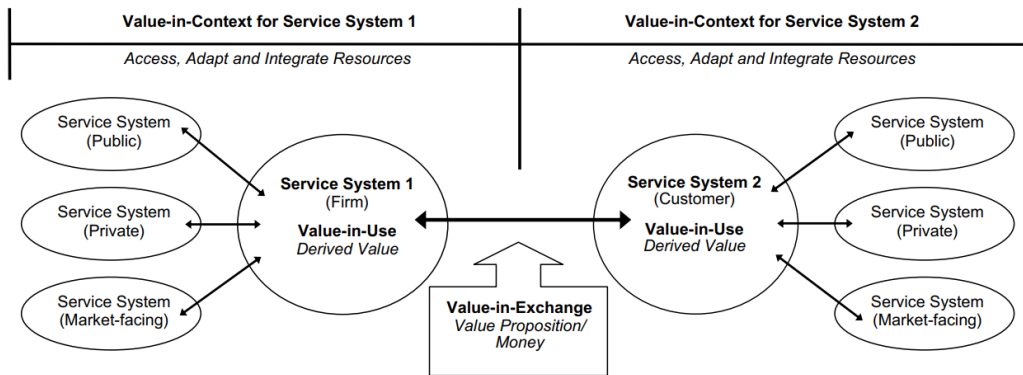 Value-in-Context for Service System 1
Access, Adapt and Integrate Resources
Value-in-Context for Service System 2
Access, Adapt and Integrate Resources
Service System
(Public)
Service System
(Private)
Service System
(Market-facing)
Service System 1
(Firm)
Value-in-Use
Derived Value
Value-in-Exchange
Value Proposition/
Money
Service System 2
(Customer)
Value-in-Use
Derived Value
Service System
(Public)
Service System
(Private)
Service System
(Market-facing)